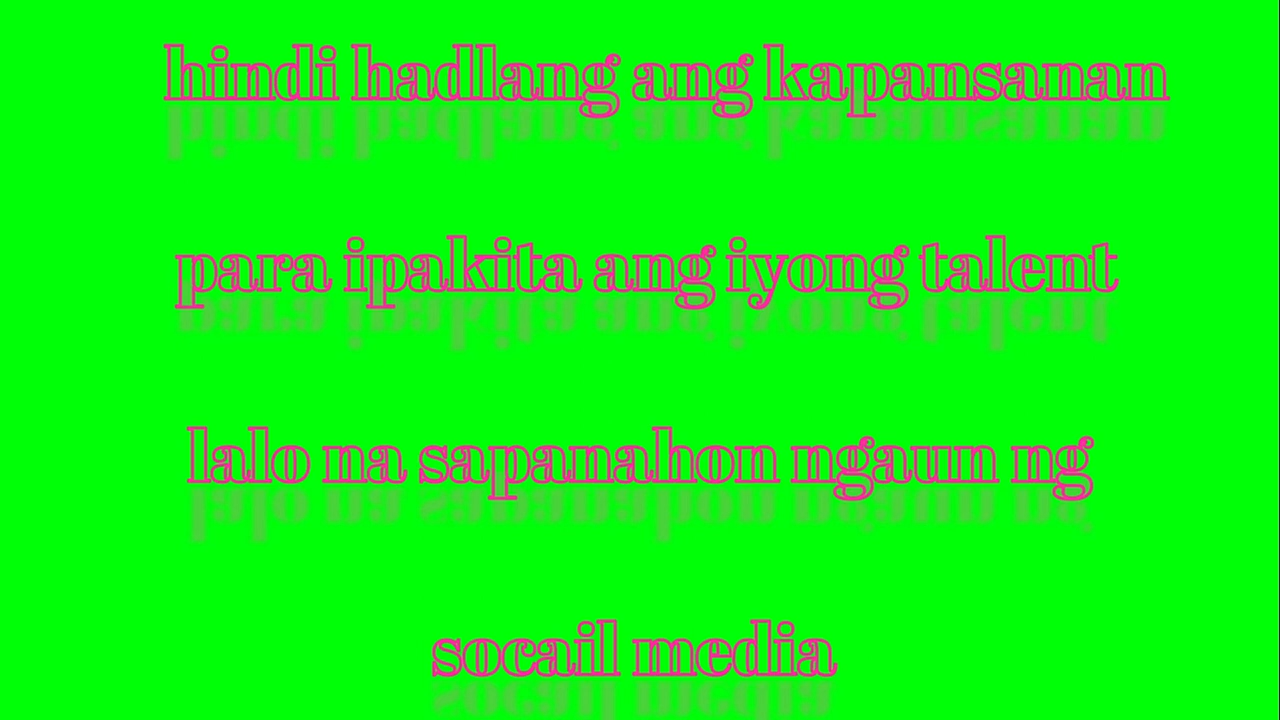 hindi hadlang ang kapansanan
para ipakita ang iyong talent
lalo na sapanahon ngaun ng
socail media